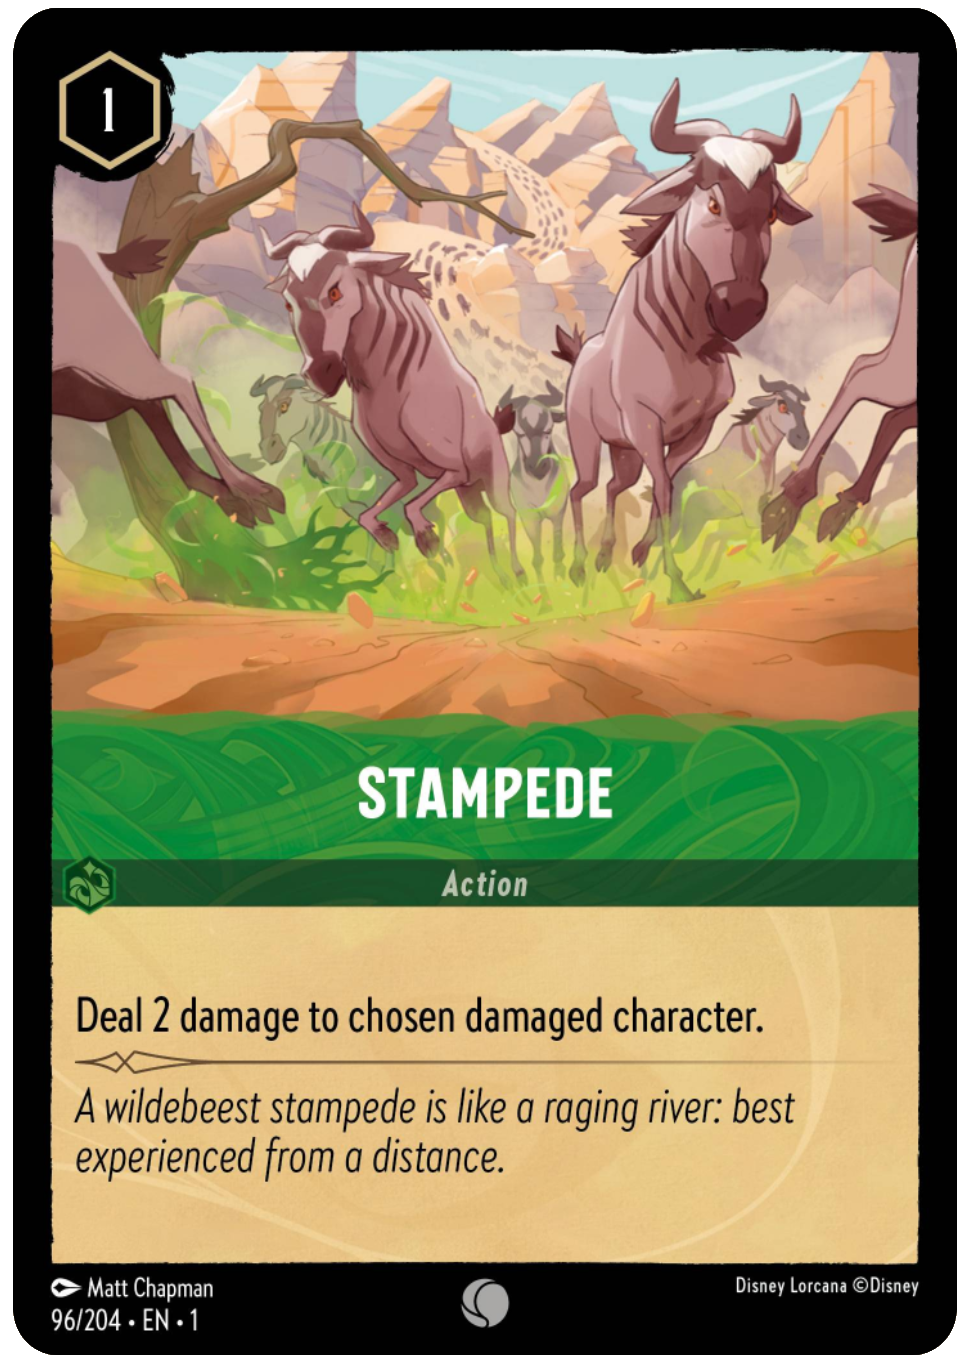 1
STAMPEDE
Action
Deal 2 damage to chosen damaged character.
A wildebeest stampede is like a raging river: best
experienced from a distance.
Matt Chapman
Disney Lorcana ©Disney
96/204 • EN • 1